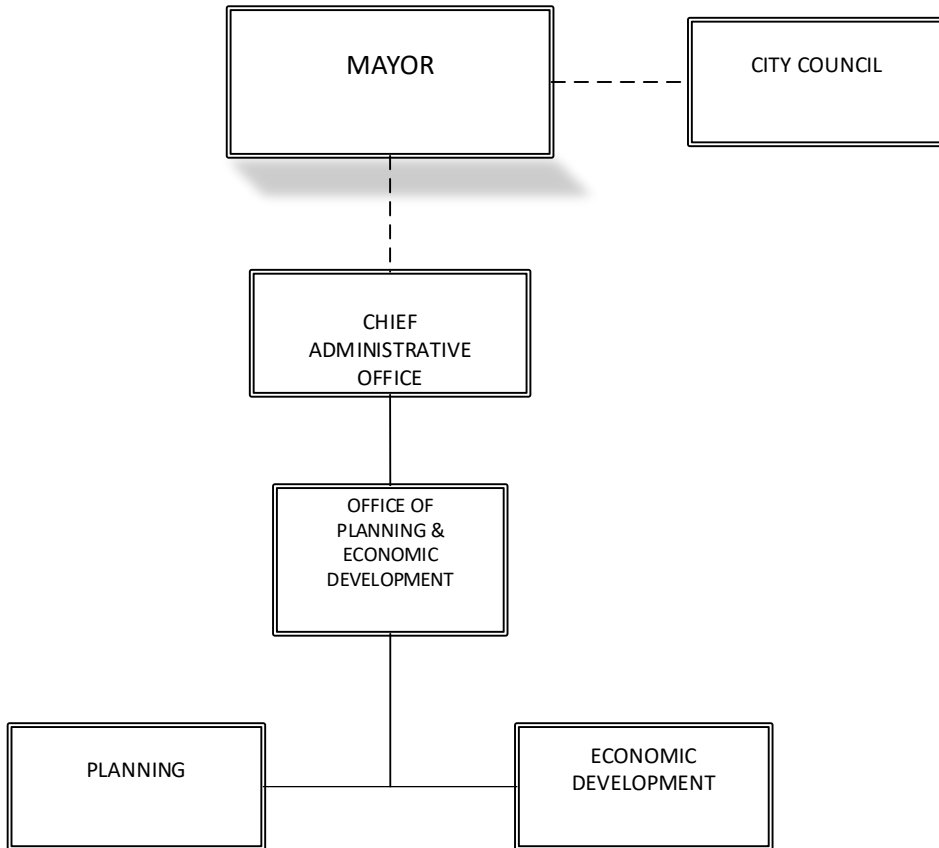 MAYOR
CITY COUNCIL
CHIEF
ADMINISTRATIVE
OFFICE
OFFICE OF
PLANNING &
ECONOMIC
DEVELOPMENT
PLANNING
ECONOMIC
DEVELOPMENT